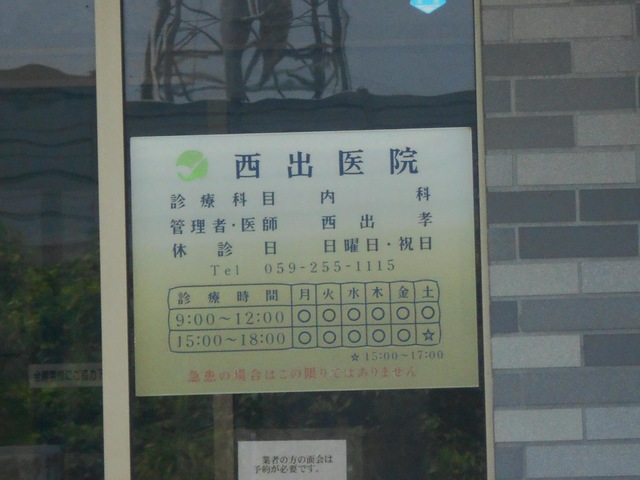 西出医院
診療科目 内科
管理者・医師 西出 孝
休診日 日曜日・祝日
Tel 059-255-1115
診療時間 月 火 水 木 金 土
9:00〜12:00 ○ ○ ○ ○ ○ ○
15:00〜18:00 ○ ○ ○ ○ ○ ☆
☆15:00〜17:00
急患の場合はこの限りではありません
業者の方の面会は
予約が必要です。